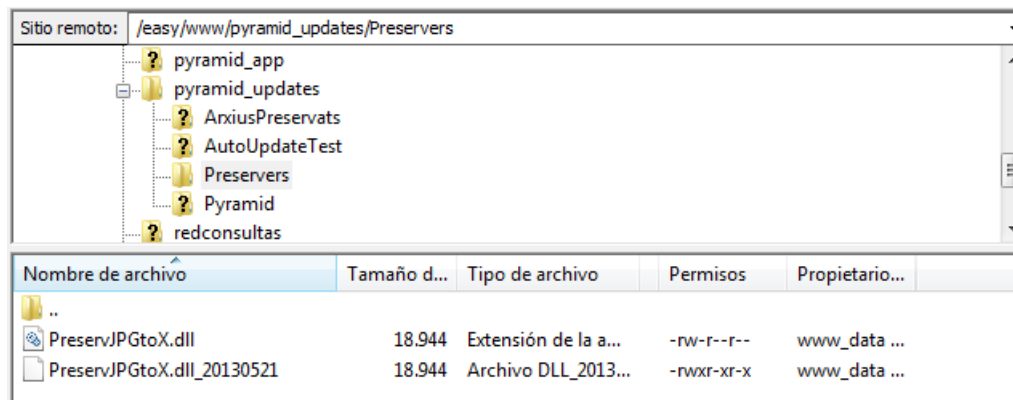 Sitio remoto: /easy/www/pyramid_updates/Preservers
pyramid_app
pyramid_updates
ArxiusPreservats
AutoUpdateTest
Preservers
Pyramid
redconsultas
Nombre de archivo Tamaño d... Tipo de archivo Permisos Propietario...
..
PreservJPGtoX.dll 18.944 Extensión de la a... -rw-r--r-- www_data ...
PreservJPGtoX.dll_20130521 18.944 Archivo DLL_2013... -rwxr-xr-x www_data ...